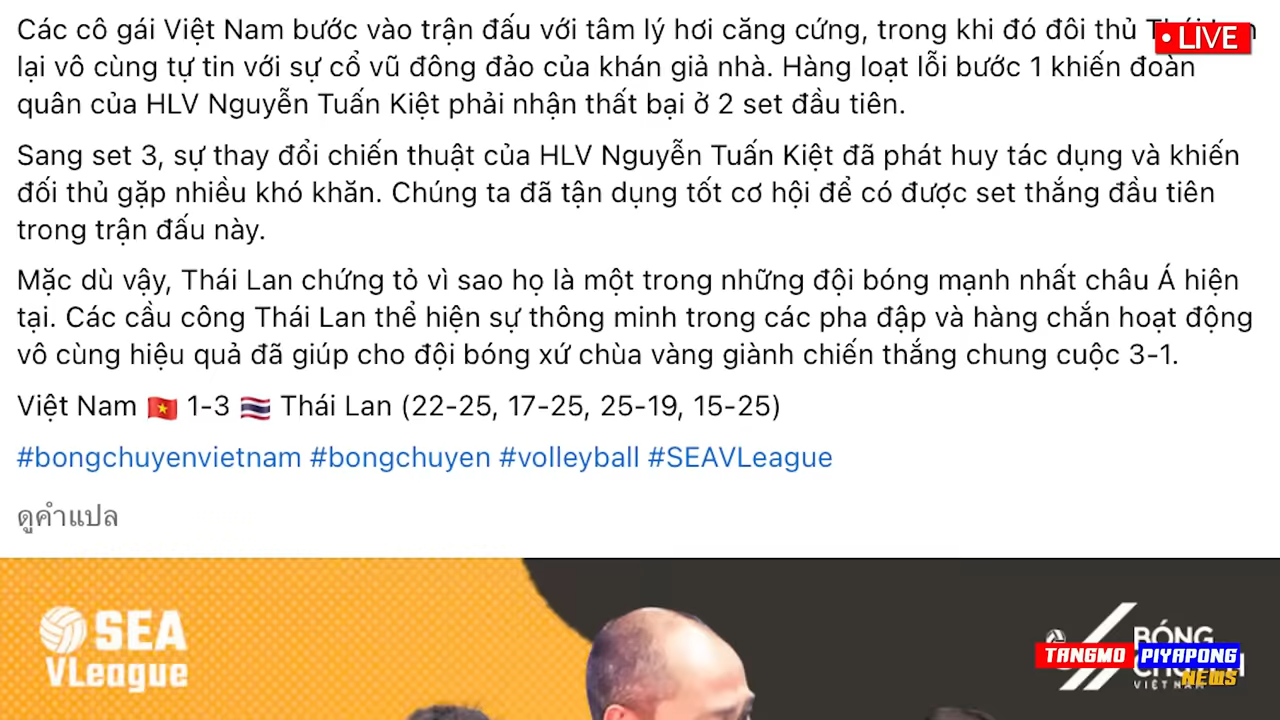 Các cô gái Việt Nam bước vào trận đấu với tâm lý hơi căng cứng, trong khi đó đôi thủ
• LIVE
lại vô cùng tự tin với sự cổ vũ đông đảo của khán giả nhà. Hàng loạt lỗi bước 1 khiến đoàn
quân của HLV Nguyễn Tuấn Kiệt phải nhận thất bại ở 2 set đầu tiên.
Sang set 3, sự thay đổi chiến thuật của HLV Nguyễn Tuấn Kiệt đã phát huy tác dụng và khiến
đối thủ gặp nhiều khó khăn. Chúng ta đã tận dụng tốt cơ hội để có được set thắng đầu tiên
trong trận đấu này.
Mặc dù vậy, Thái Lan chứng tỏ vì sao họ là một trong những đội bóng mạnh nhất châu Á hiện
tại. Các cầu công Thái Lan thể hiện sự thông minh trong các pha đập và hàng chắn hoạt động
vô cùng hiệu quả đã giúp cho đội bóng xứ chùa vàng giành chiến thắng chung cuộc 3-1.
Việt Nam 🇻🇳 1-3 🇹🇭 Thái Lan (22-25, 17-25, 25-19, 15-25)
#bongchuyenvietnam #bongchuyen #volleyball #SEAVLeague
ดูคำแปล
SEA
VLeague
BÓNG
TANGMO PIYAPONG
NEWS